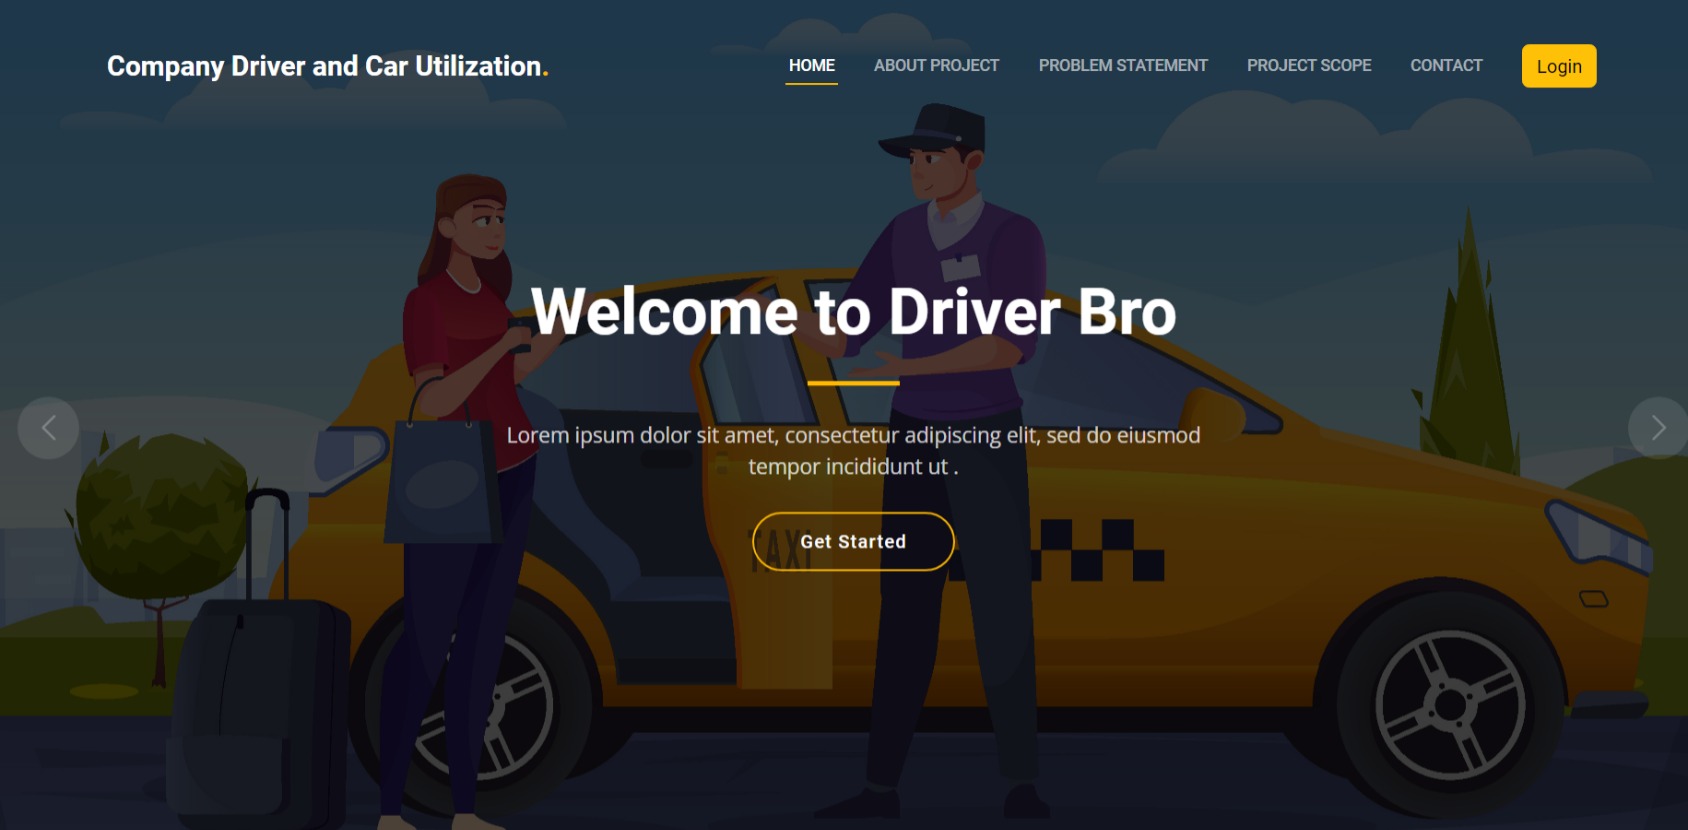 Company Driver and Car Utilization.
HOME ABOUT PROJECT PROBLEM STATEMENT PROJECT SCOPE CONTACT Login
Welcome to Driver Bro
Lorem ipsum dolor sit amet, consectetur adipiscing elit, sed do eiusmod
tempor incididunt ut .
Get Started
TAXI